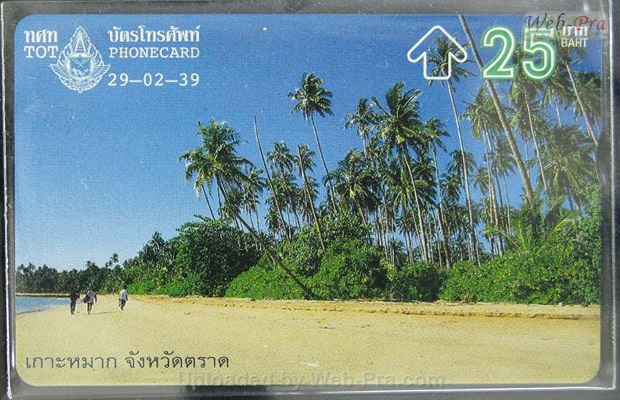 ทศท
TOT
บัตรโทรศัพท์
PHONECARD
29-02-39
25
บาท
BAHT
Web-Pra
เกาะหมาก จังหวัดตราด
Uploaded by Web-Pra.com